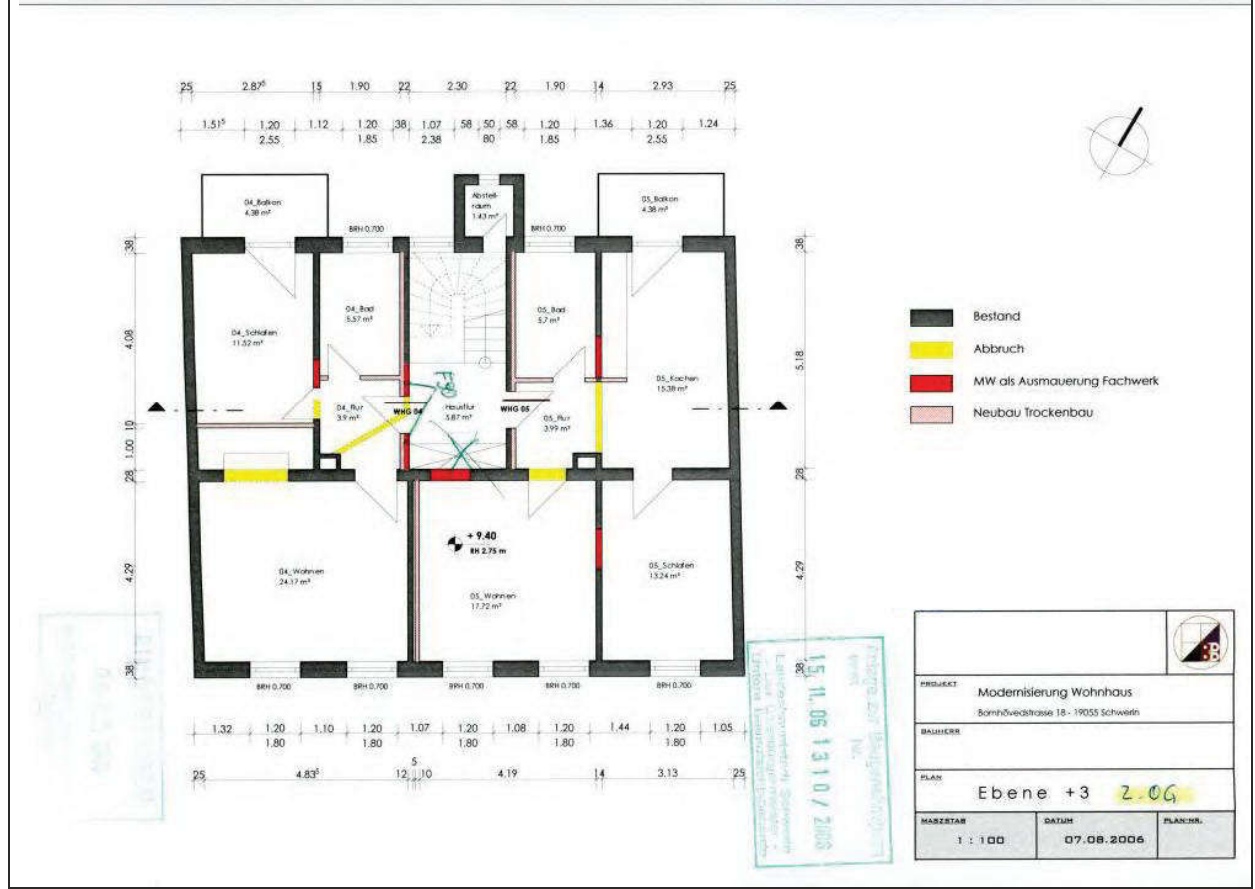 25 2.87⁵ 15 1.90 22 2.30 22 1.90 14 2.93 25
1.51⁵ 1.20 1.12 1.20 38 1.07 58 50 58 1.20 1.36 1.20 1.24
2.55 1.85 2.38 80 1.85 2.55
04_Balkon
4.38 m²
Abstell-
raum
1.43 m²
05_Balkon
4.38 m²
BRH 0.700
BRH 0.700
38
38
04_Bad
5.57 m²
05_Bad
5.7 m²
04_Schlafen
11.52 m²
4.08
5.18
05_Kochen
15.38 m²
F90
04_Flur
3.9 m²
WHG 04
Hausflur
5.87 m²
WHG 05
05_Flur
3.99 m²
10
1.00
28
28
+ 9.40
RH 2.75 m
04_Wohnen
24.17 m²
05_Wohnen
17.72 m²
05_Schlafen
13.24 m²
4.29
4.29
38
38
BRH 0.700 BRH 0.700 BRH 0.700 BRH 0.700 BRH 0.700
1.32 1.20 1.10 1.20 1.07 1.20 1.08 1.20 1.44 1.20 1.05
1.80 1.80 1.80 1.80 1.80
5
25 4.83⁵ 12 10 4.19 14 3.13 25
Bestand
Abbruch
MW als Ausmauerung Fachwerk
Neubau Trockenbau
15. 11. 06 1310 / 2006
:B
PROJEKT
Modernisierung Wohnhaus
Bornhövedstrasse 18 - 19055 Schwerin
BAUHERR
PLAN
Ebene +3 2.OG
MASZSTAB DATUM PLAN-NR.
1 : 100 07.08.2006